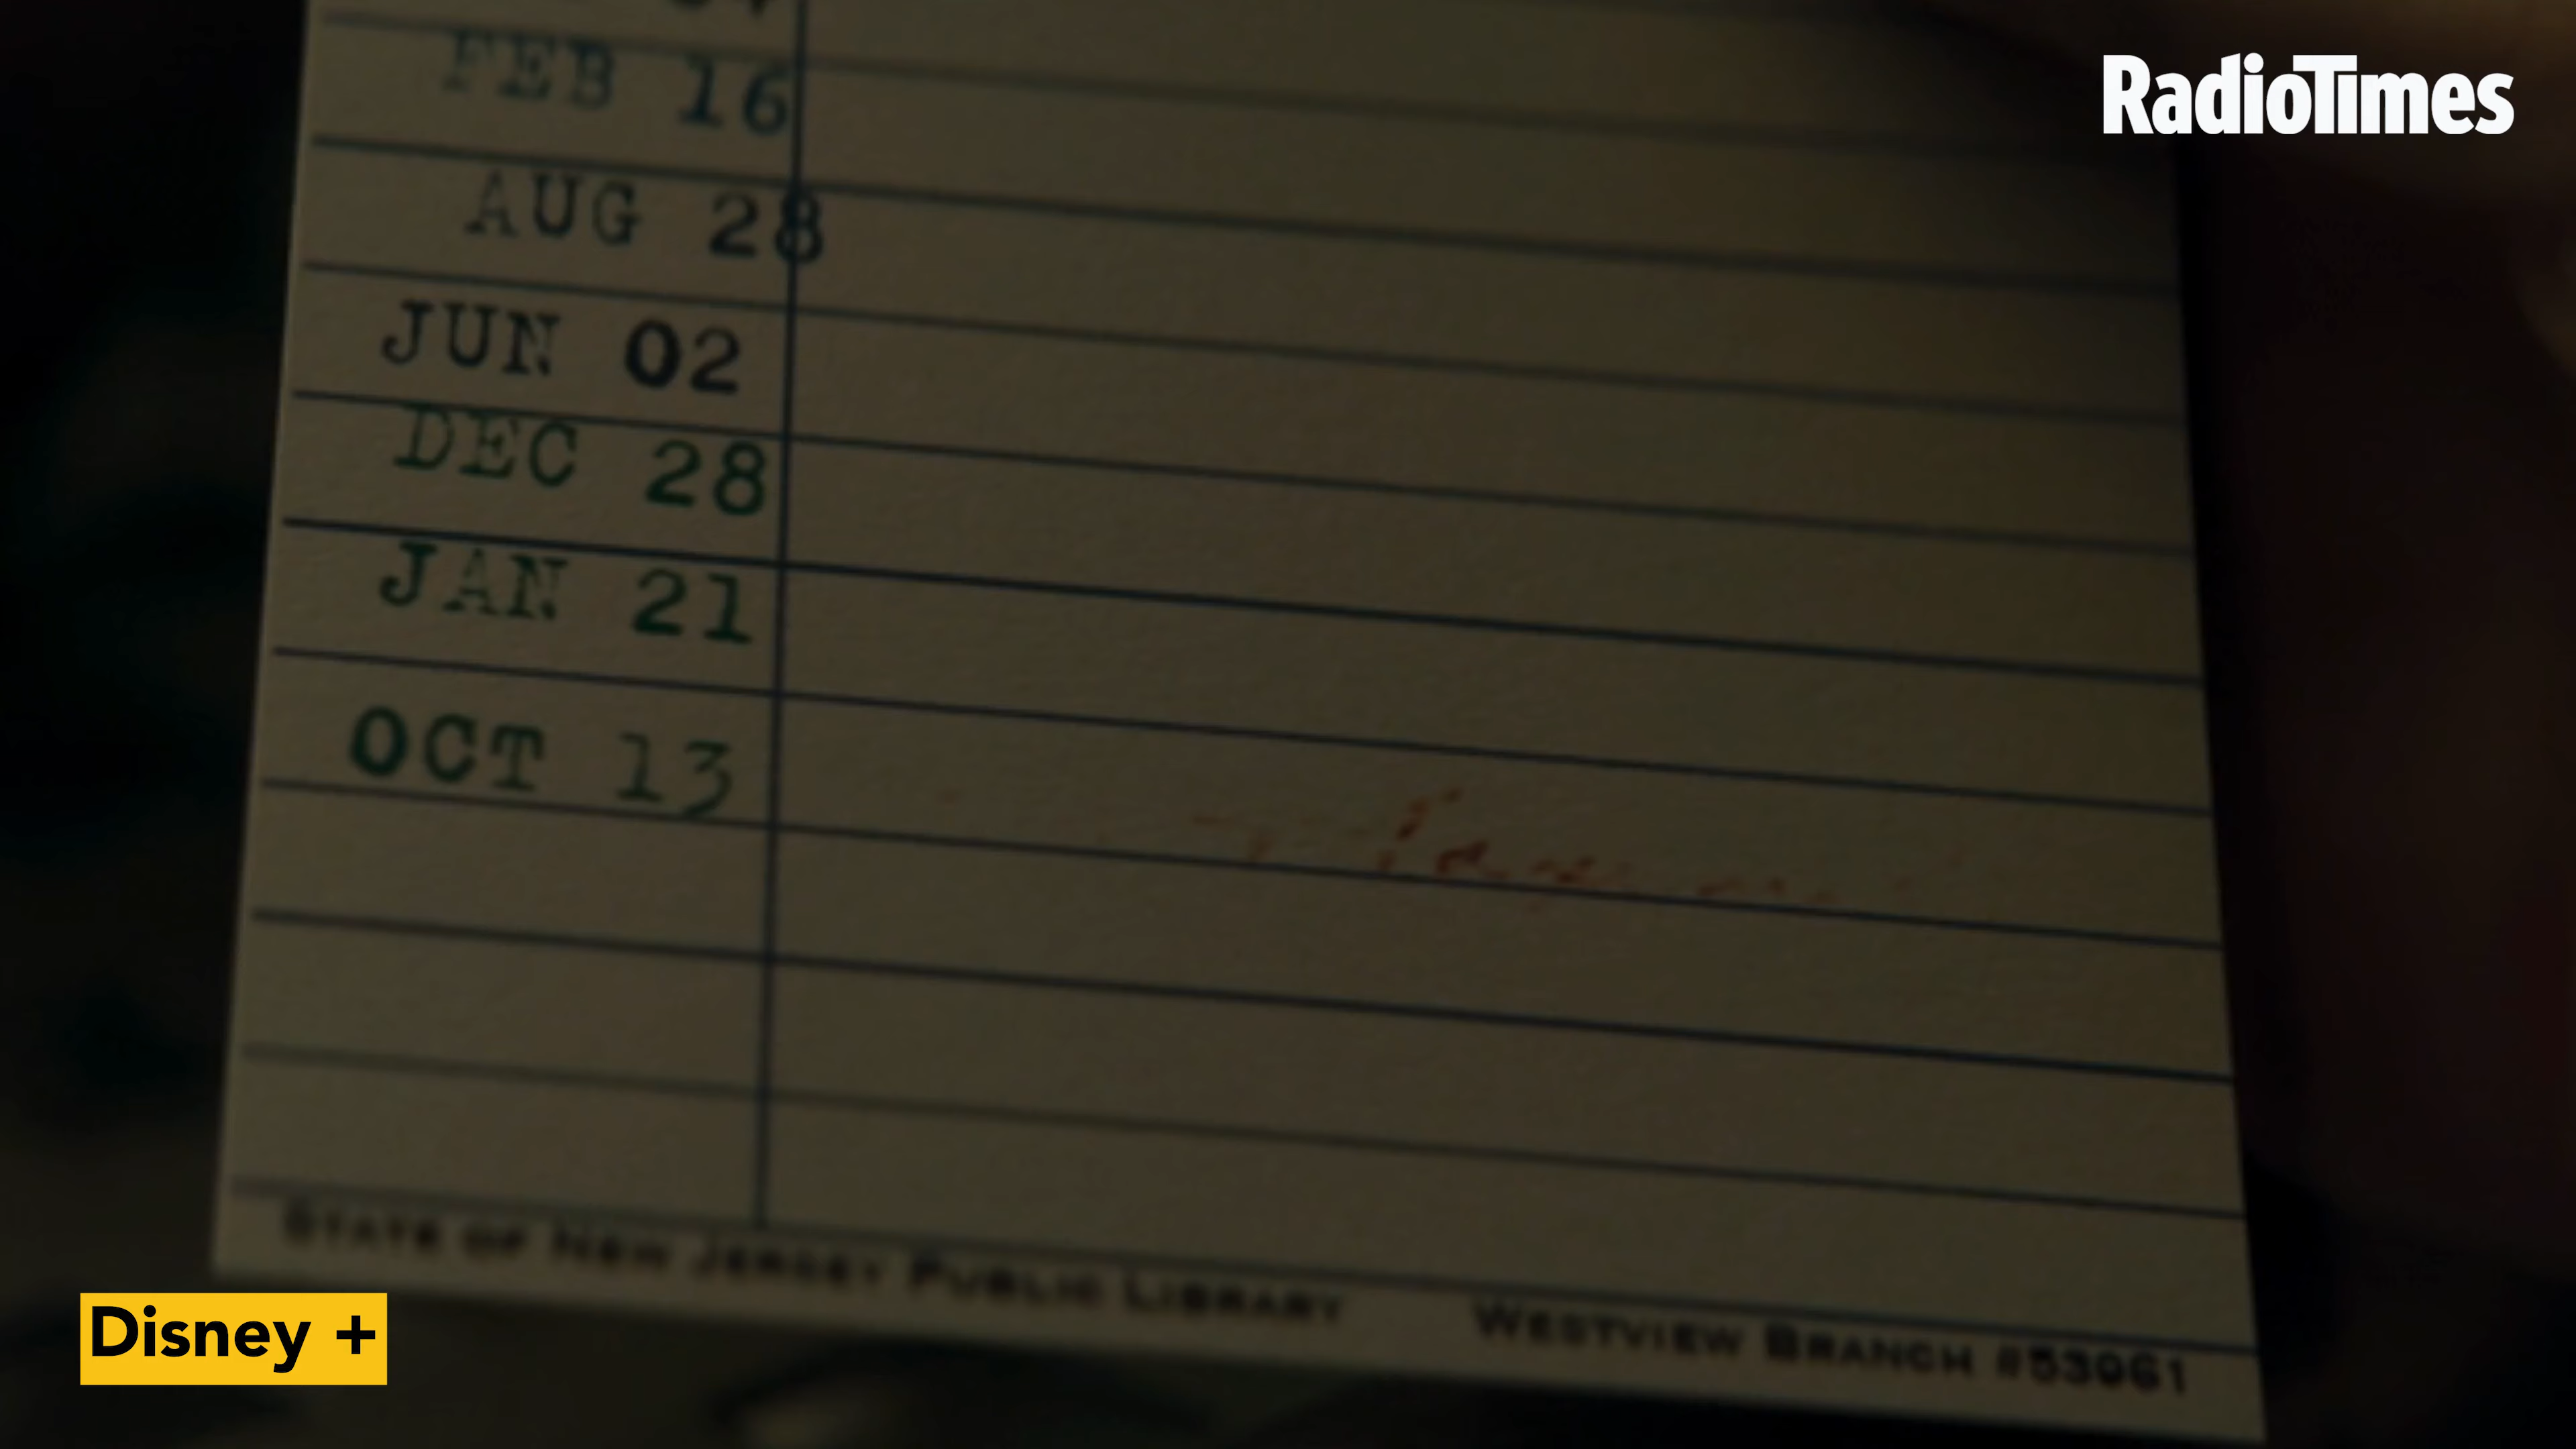 RadioTimes
FEB 16
AUG 28
JUN 02
DEC 28
JAN 21
OCT 13
STATE OF NEW JERSEY PUBLIC LIBRARY WESTVIEW BRANCH #53961
Disney +